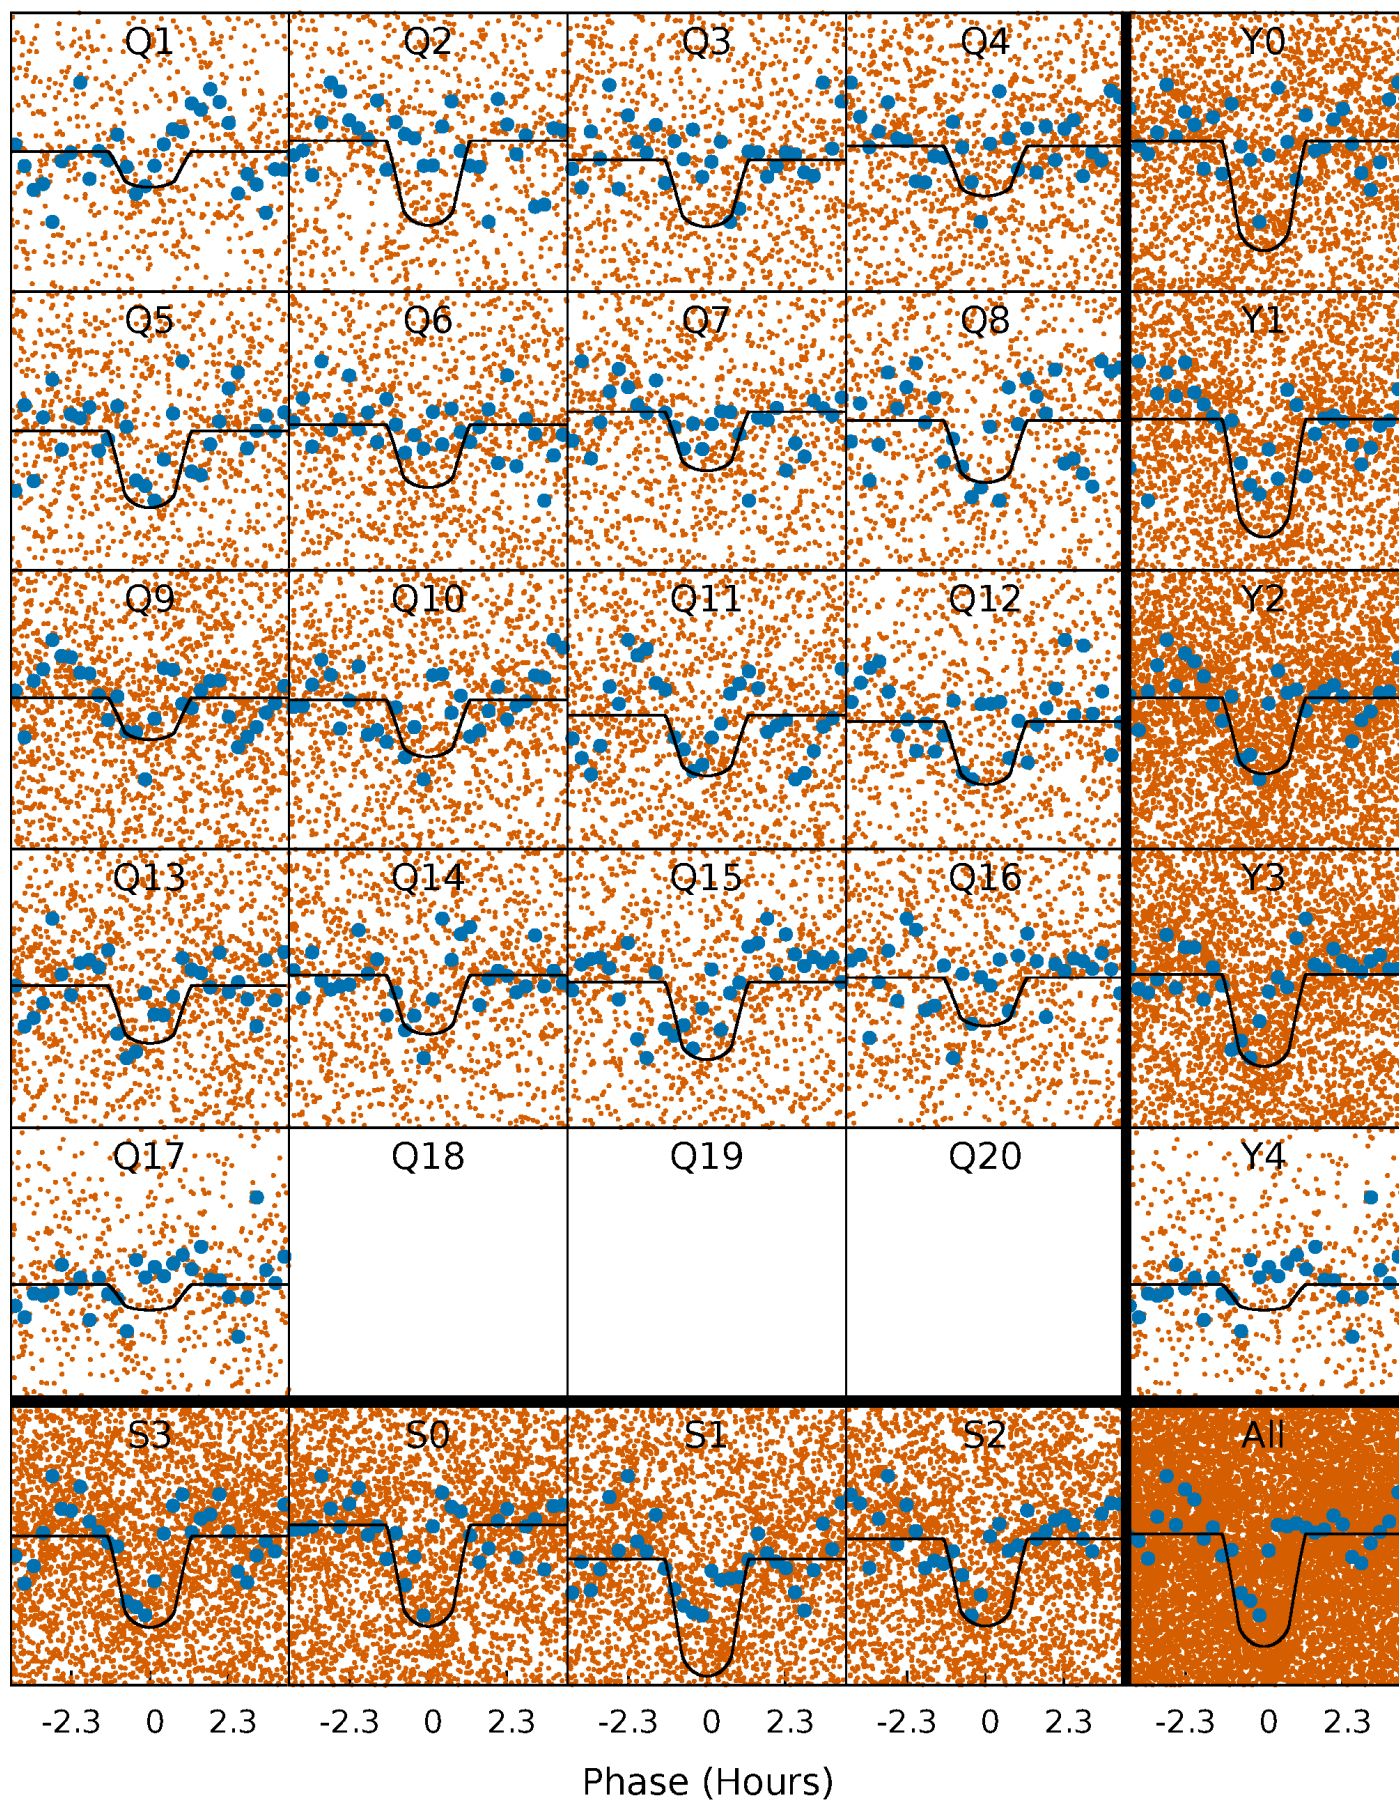 Q1 Q2 Q3 Q4 Y0
Q5 Q6 Q7 Q8 Y1
Q9 Q10 Q11 Q12 Y2
Q13 Q14 Q15 Q16 Y3
Q17 Q18 Q19 Q20 Y4
S3 S0 S1 S2 All
-2.3 0 2.3 -2.3 0 2.3 -2.3 0 2.3 -2.3 0 2.3 -2.3 0 2.3
Phase (Hours)